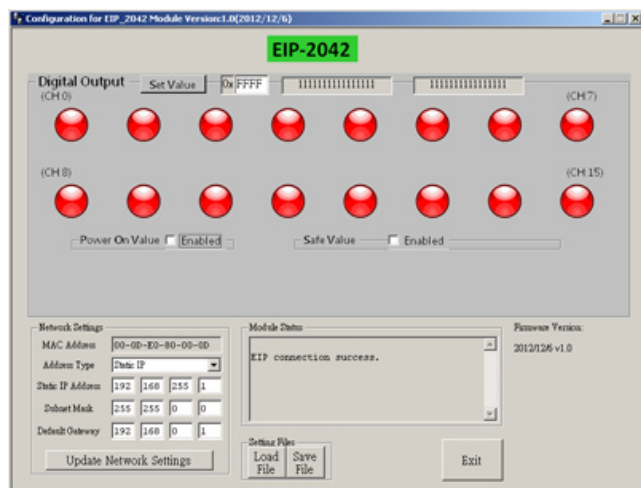 Configuration for EIP_2042 Module Version:1.0(2012/12/6)
EIP-2042
Digital Output Set Value 0x FFFF 1111111111111111 1111111111111111
(CH:0) (CH:7)
(CH:8) (CH:15)
Power On Value Enabled Safe Value Enabled
Network Settings
MAC Address 00-0D-E0-80-00-0D
Address Type Static IP
Static IP Address 192 168 255 1
Subnet Mask 255 255 0 0
Default Gateway 192 168 0 1
Update Network Settings
Module Status
EIP connection success.
Setting Files
Load File
Save File
Exit
Firmware Version:
2012/12/6 v1.0